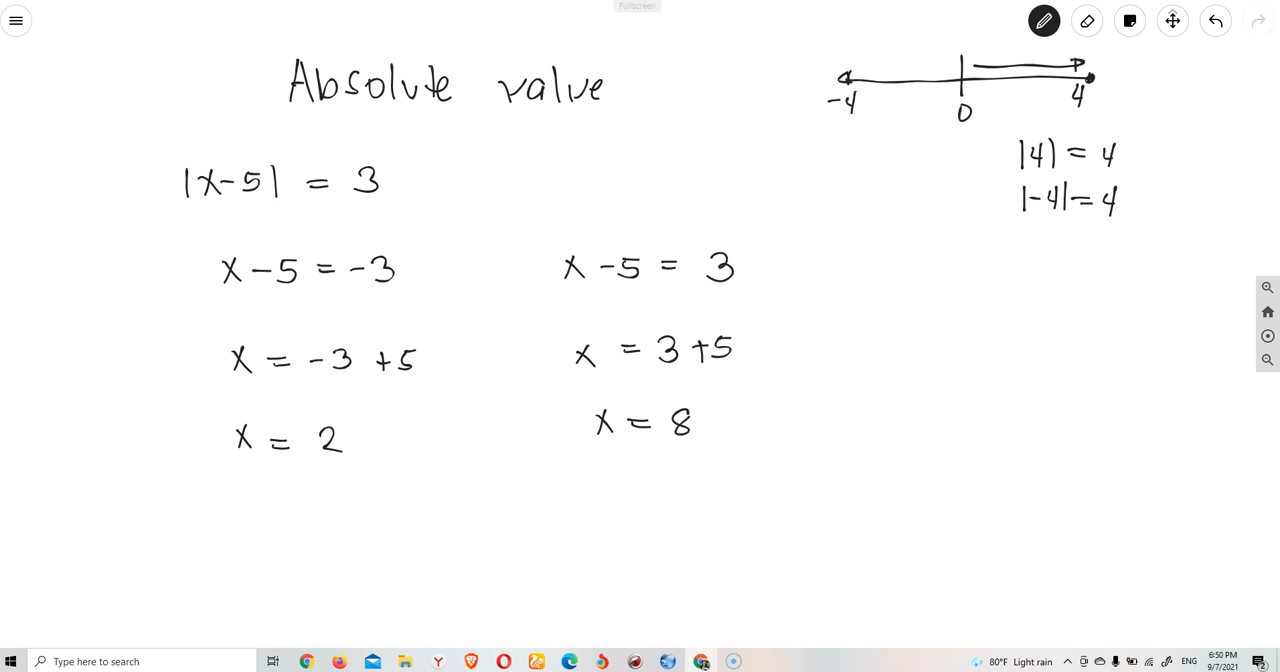 Fullscreen
Absolute value
-4 0 4
|4| = 4
|-4| = 4
|x-5| = 3
x-5 = -3
x-5 = 3
x = -3 +5
x = 3 +5
x = 2
x = 8
Type here to search
80°F Light rain
ENG
6:50 PM
9/7/2021
2